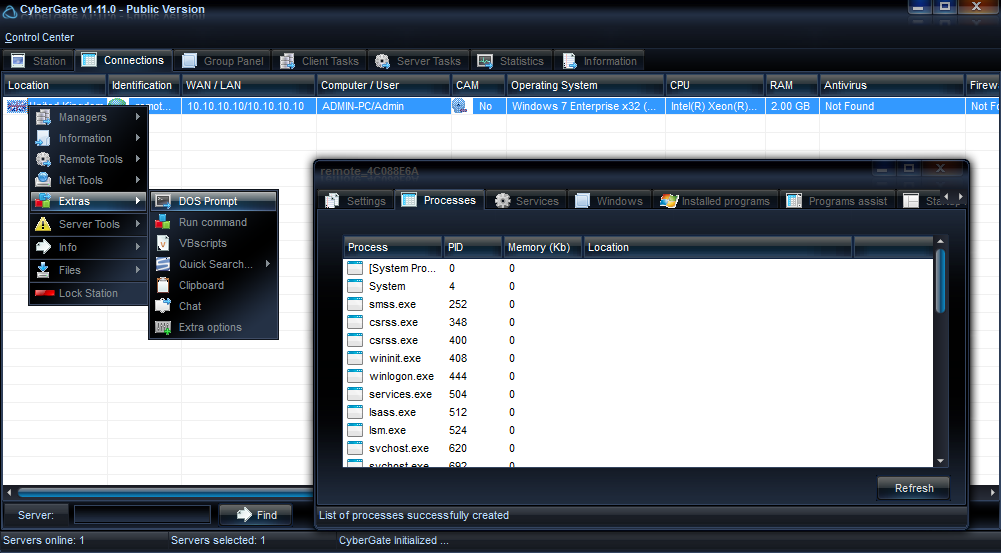 CyberGate v1.11.0 - Public Version
Control Center
Station Connections Group Panel Client Tasks Server Tasks Statistics Information
Location Identification WAN / LAN Computer / User CAM Operating System CPU RAM Antivirus Firew
United Kingdom remot... 10.10.10.10/10.10.10.10 ADMIN-PC/Admin No Windows 7 Enterprise x32 (... Intel(R) Xeon(R)... 2.00 GB Not Found Not Fo
Managers
Information
Remote Tools
Net Tools
Extras
Server Tools
Info
Files
Lock Station
DOS Prompt
Run command
VBscripts
Quick Search...
Clipboard
Chat
Extra options
remote_4C088E6A
Settings Processes Services Windows Installed programs Programs assist Startup
Process PID Memory (Kb) Location
[System Pro... 0 0
System 4 0
smss.exe 252 0
csrss.exe 348 0
csrss.exe 400 0
wininit.exe 408 0
winlogon.exe 444 0
services.exe 504 0
lsass.exe 512 0
lsm.exe 524 0
svchost.exe 620 0
svchost.exe 692 0
Refresh
List of processes successfully created
Server: Find
Servers online: 1 Servers selected: 1 CyberGate Initialized ...